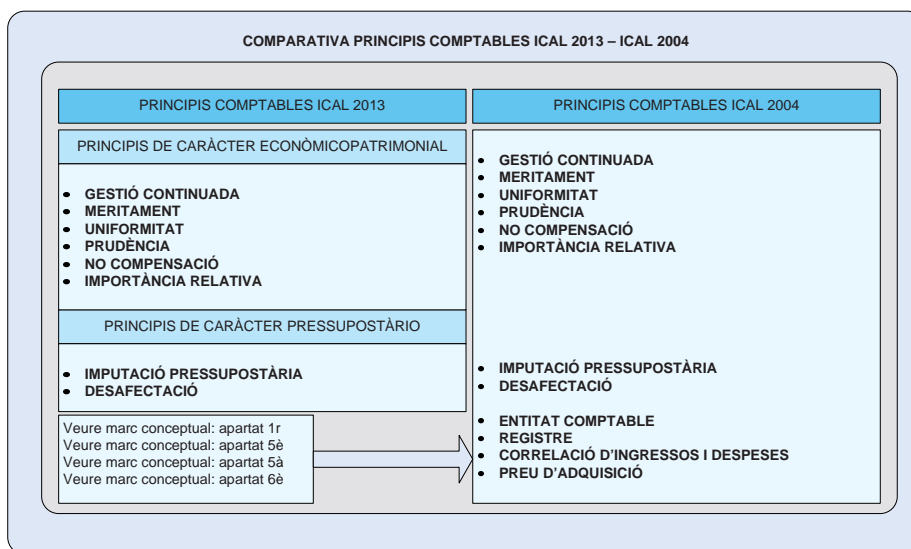 COMPARATIVA PRINCIPIS COMPTABLES ICAL 2013 – ICAL 2004
PRINCIPIS COMPTABLES ICAL 2013
PRINCIPIS DE CARÀCTER ECONÒMICOPATRIMONIAL
• GESTIÓ CONTINUADA
• MERITAMENT
• UNIFORMITAT
• PRUDÈNCIA
• NO COMPENSACIÓ
• IMPORTÀNCIA RELATIVA
PRINCIPIS DE CARÀCTER PRESSUPOSTÀRIO
• IMPUTACIÓ PRESSUPOSTÀRIA
• DESAFECTACIÓ
Veure marc conceptual: apartat 1r
Veure marc conceptual: apartat 5è
Veure marc conceptual: apartat 5à
Veure marc conceptual: apartat 6è
PRINCIPIS COMPTABLES ICAL 2004
• GESTIÓ CONTINUADA
• MERITAMENT
• UNIFORMITAT
• PRUDÈNCIA
• NO COMPENSACIÓ
• IMPORTÀNCIA RELATIVA
• IMPUTACIÓ PRESSUPOSTÀRIA
• DESAFECTACIÓ
• ENTITAT COMPTABLE
• REGISTRE
• CORRELACIÓ D'INGRESSOS I DESPESES
• PREU D'ADQUISICIÓ